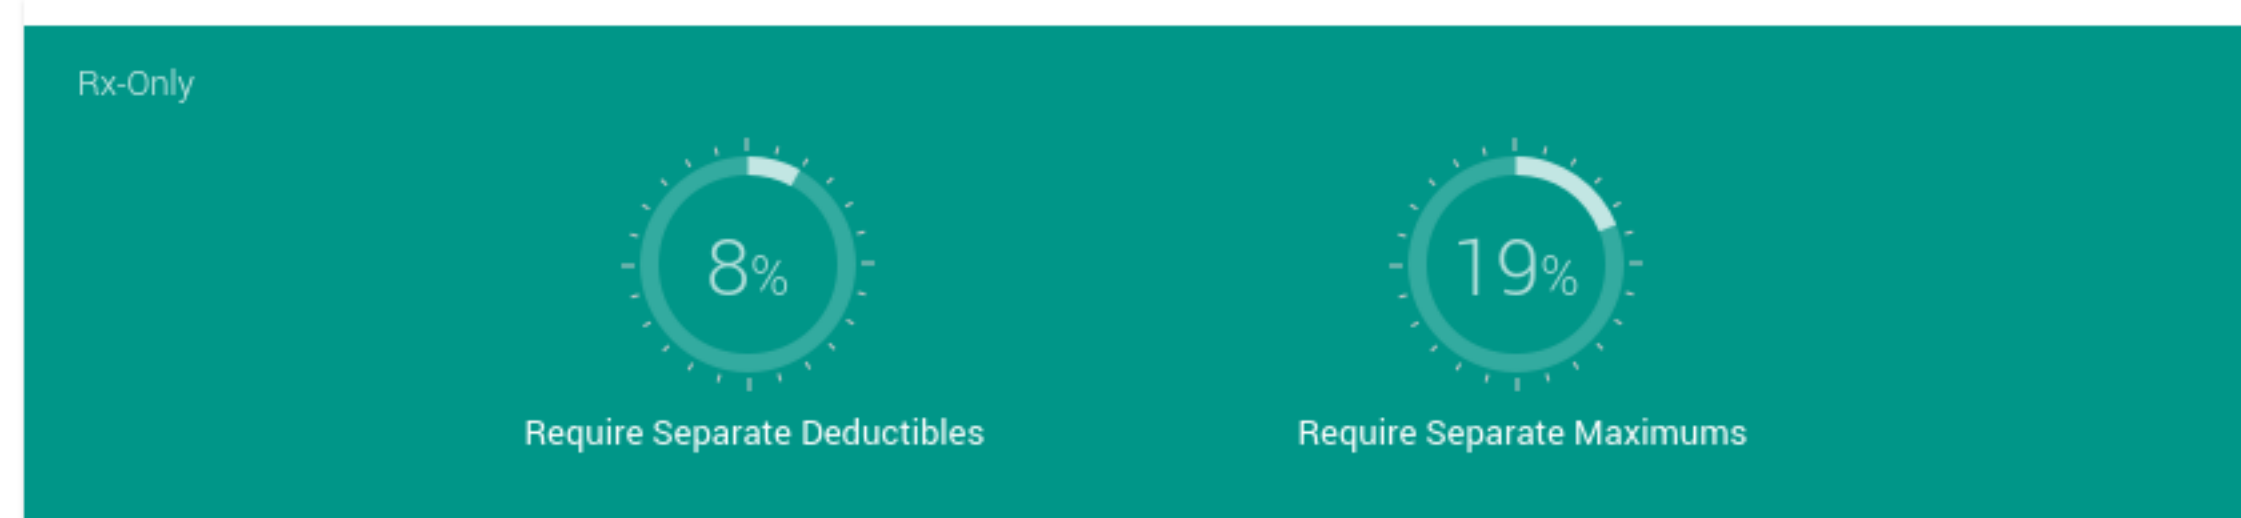 Rx-Only
8%
19%
Require Separate Deductibles
Require Separate Maximums